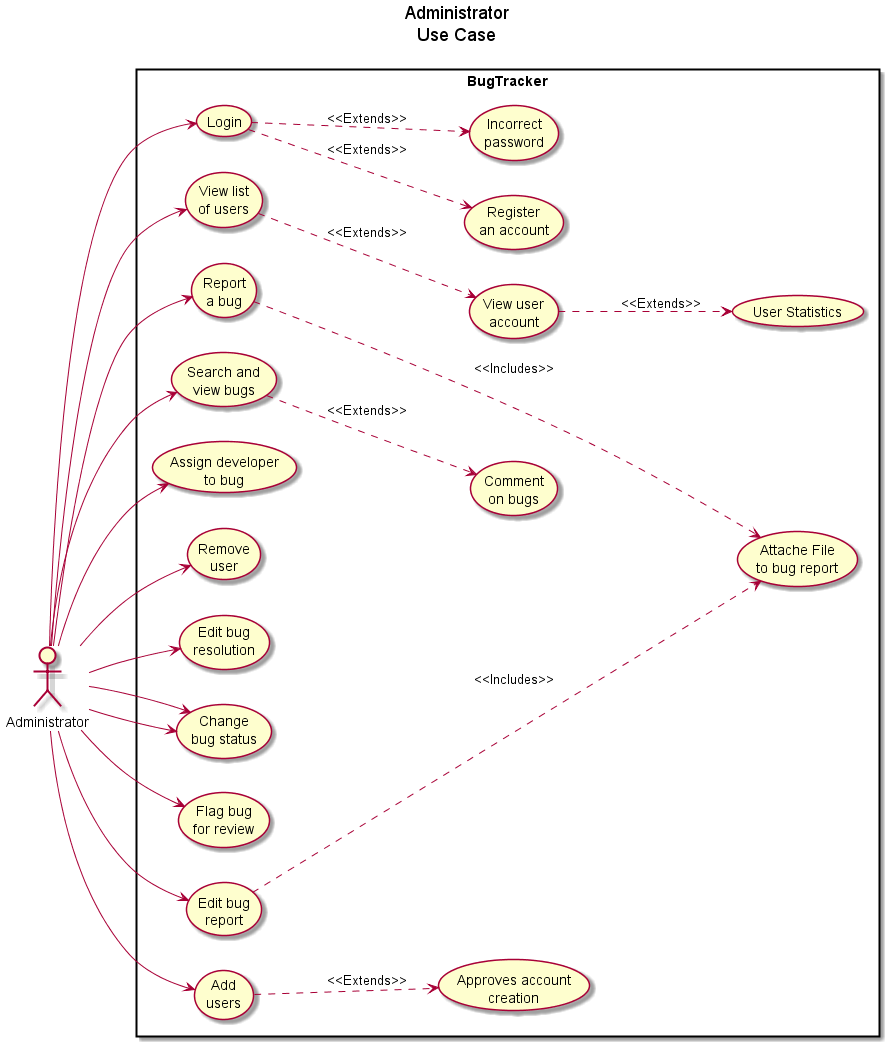 Administrator
Use Case
BugTracker
Login
<<Extends>>
Incorrect
password
<<Extends>>
Register
an account
View list
of users
<<Extends>>
View user
account
<<Extends>>
User Statistics
Report
a bug
<<Includes>>
Search and
view bugs
<<Extends>>
Comment
on bugs
Assign developer
to bug
Attache File
to bug report
Remove
user
Edit bug
resolution
<<Includes>>
Administrator
Change
bug status
Flag bug
for review
Edit bug
report
Add
users
<<Extends>>
Approves account
creation